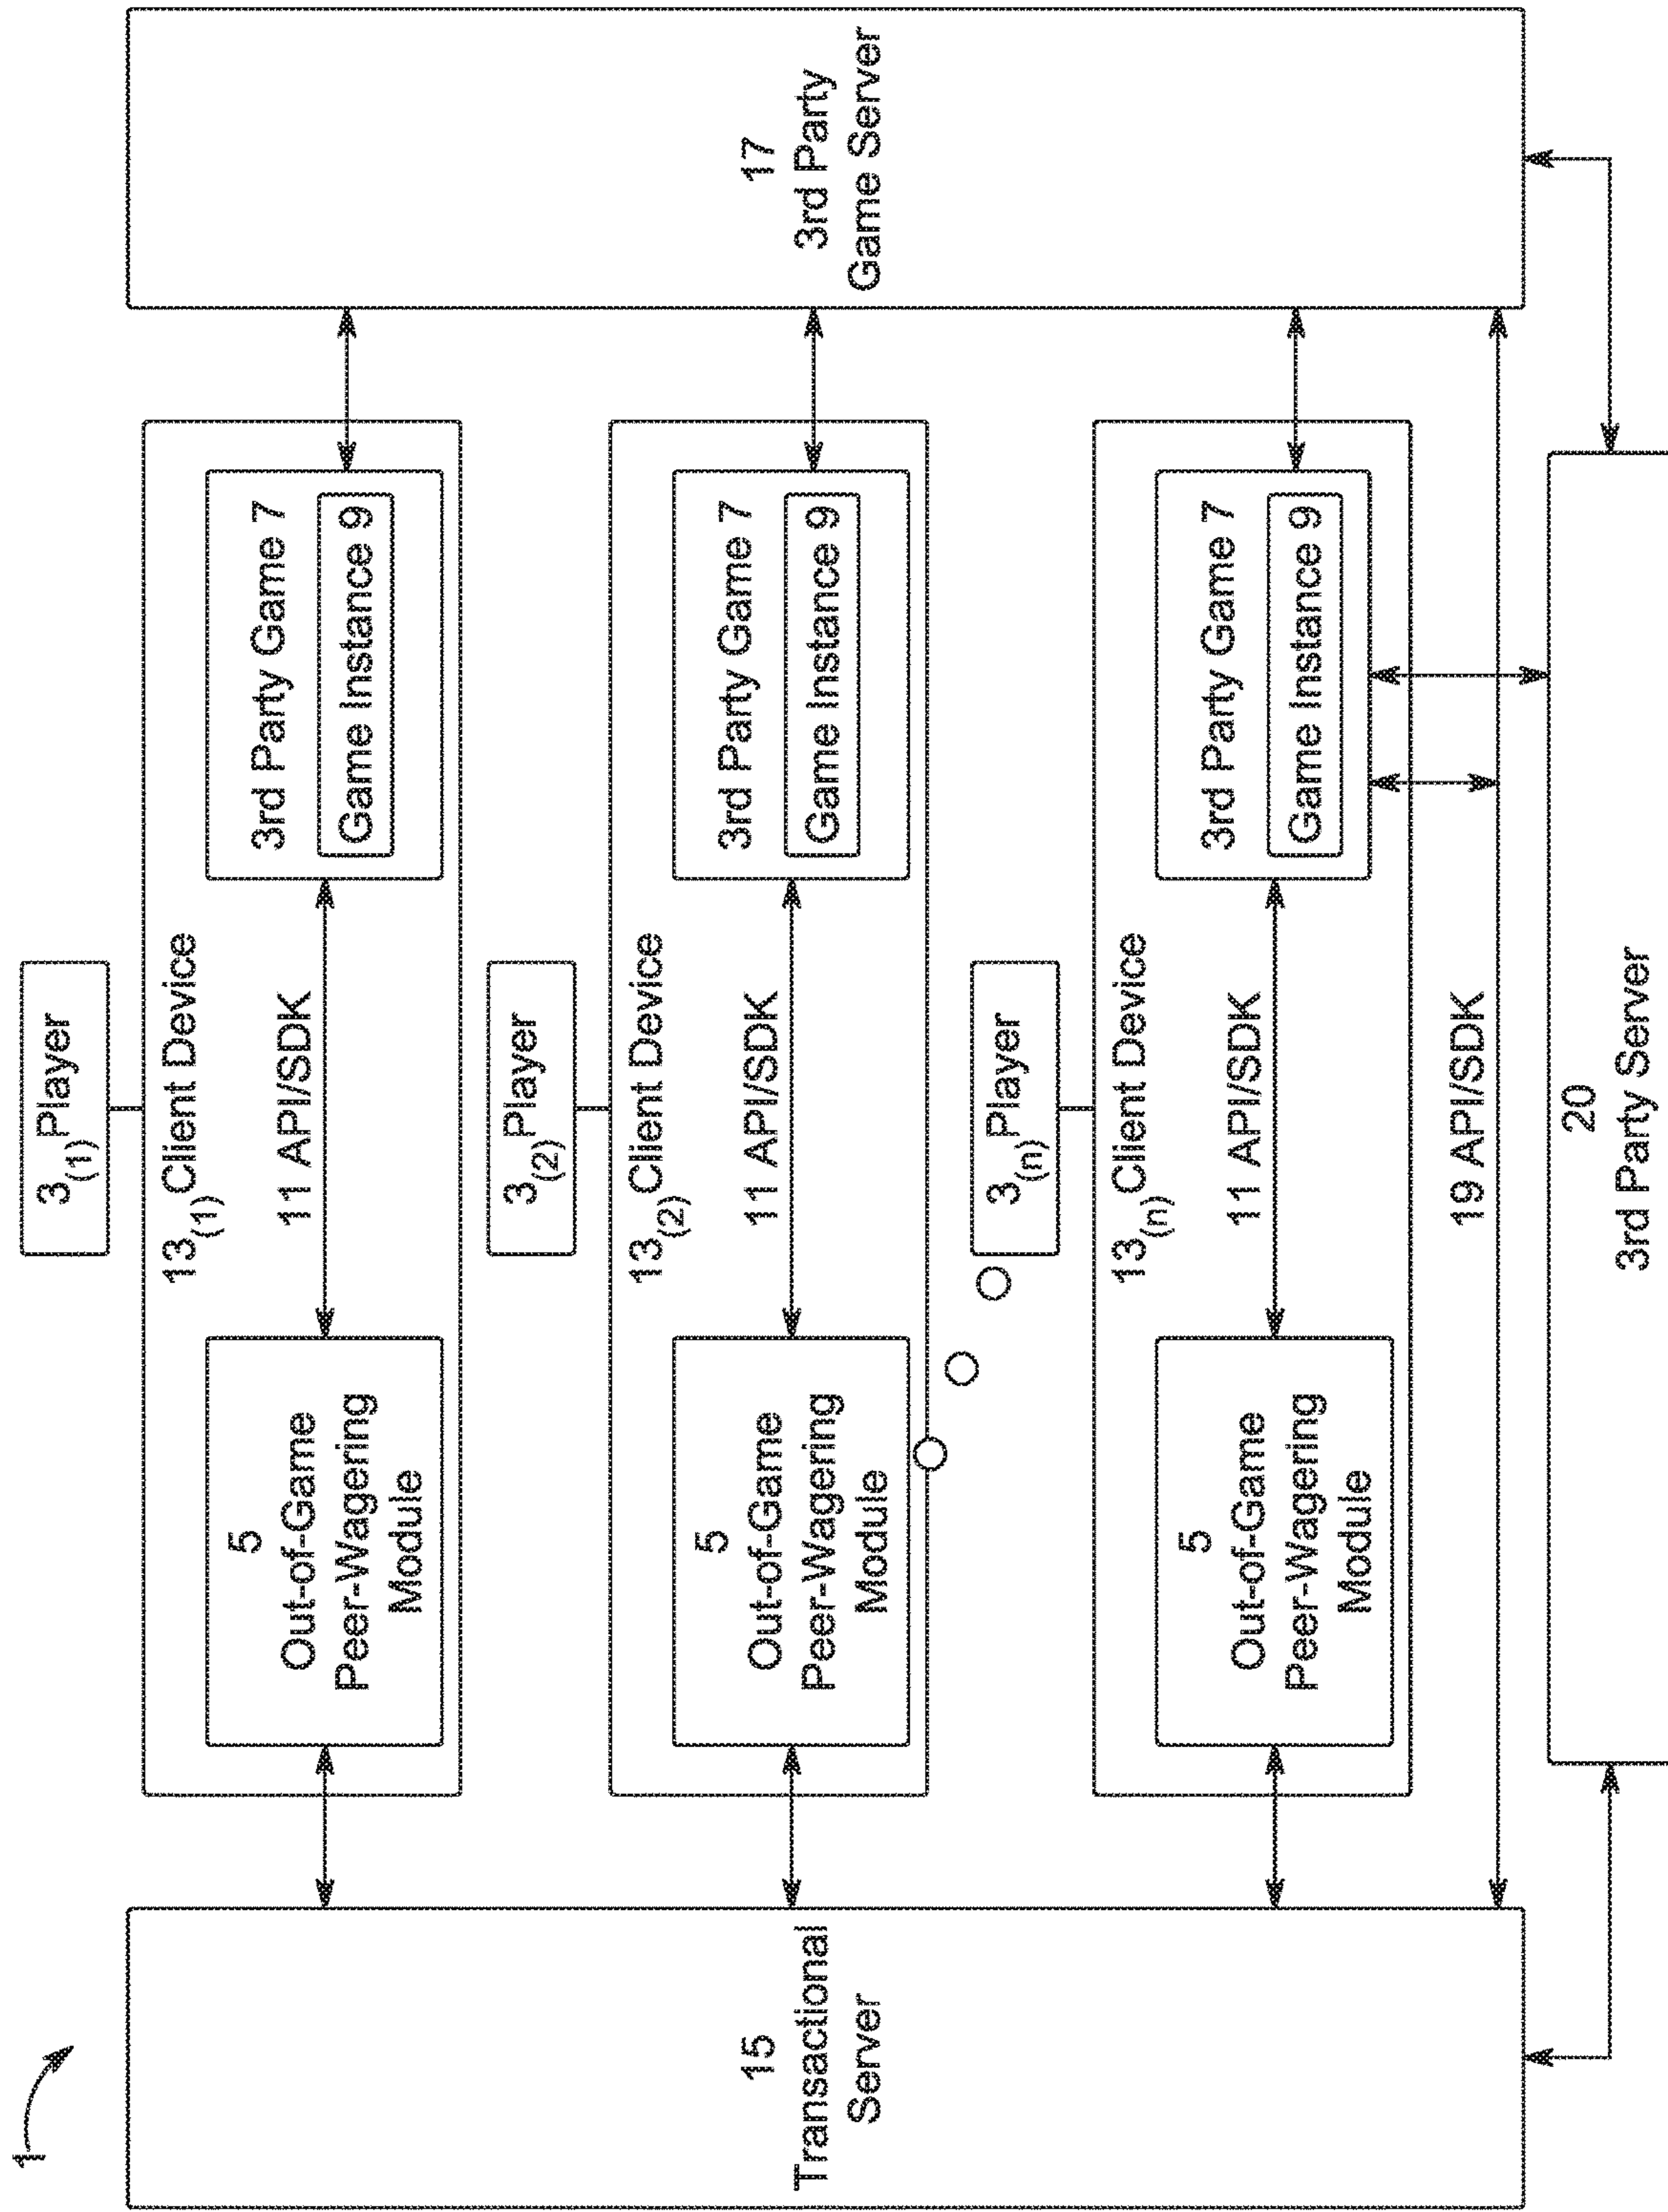 1
15
Transactional
Server
3(1) Player
13(1) Client Device
5
Out-of-Game
Peer-Wagering
Module
11 API/SDK
3rd Party Game 7
Game Instance 9
3(2) Player
13(2) Client Device
5
Out-of-Game
Peer-Wagering
Module
11 API/SDK
3rd Party Game 7
Game Instance 9
3(n) Player
13(n) Client Device
5
Out-of-Game
Peer-Wagering
Module
11 API/SDK
3rd Party Game 7
Game Instance 9
17
3rd Party
Game Server
19 API/SDK
20
3rd Party Server